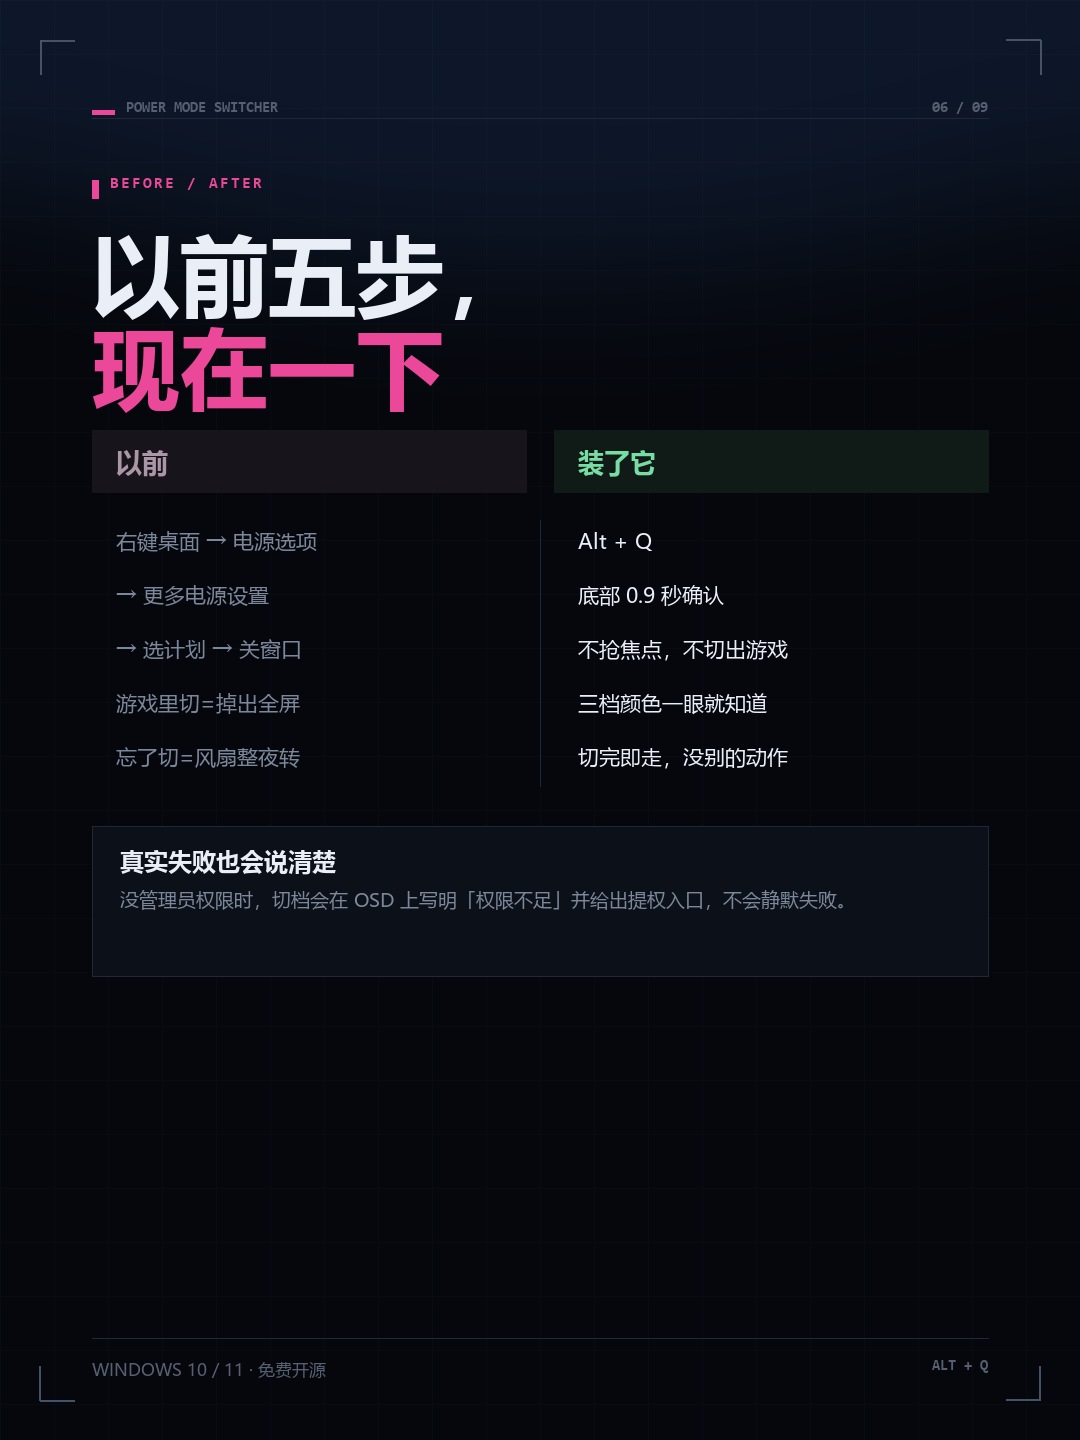 POWER MODE SWITCHER
06 / 09
BEFORE / AFTER
以前五步，
现在一下
以前
装了它
右键桌面 → 电源选项
→ 更多电源设置
→ 选计划 → 关窗口
游戏里切=掉出全屏
忘了切=风扇整夜转
Alt + Q
底部 0.9 秒确认
不抢焦点，不切出游戏
三档颜色一眼就知道
切完即走，没别的动作
真实失败也会说清楚
没管理员权限时，切档会在 OSD 上写明「权限不足」并给出提权入口，不会静默失败。
WINDOWS 10 / 11 · 免费开源
ALT + Q